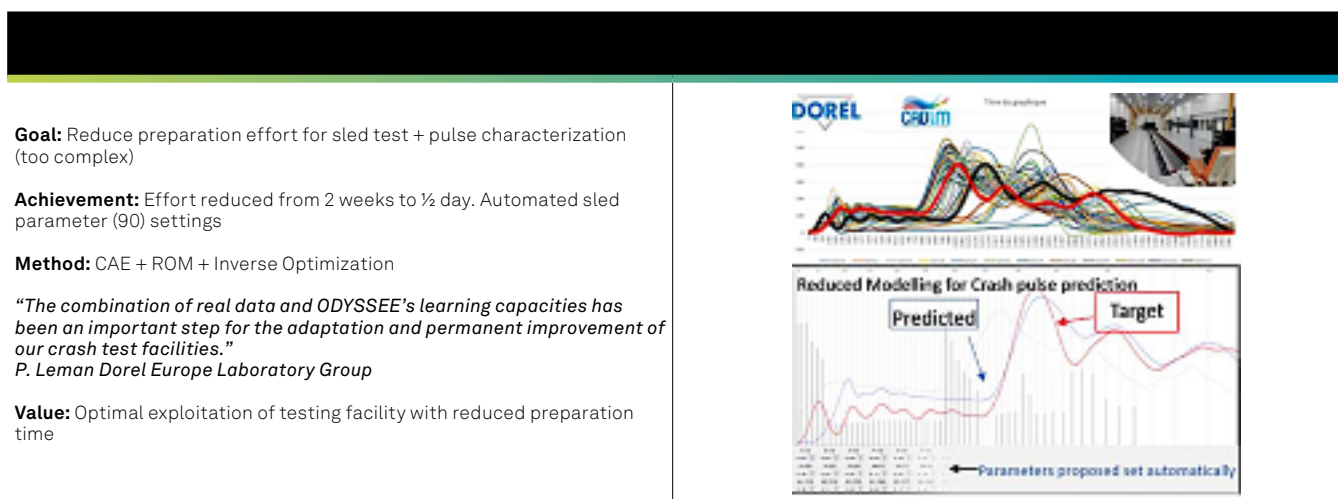 Goal: Reduce preparation effort for sled test + pulse characterization
(too complex)
Achievement: Effort reduced from 2 weeks to ½ day. Automated sled
parameter (90) settings
Method: CAE + ROM + Inverse Optimization
“The combination of real data and ODYSSEE’s learning capacities has
been an important step for the adaptation and permanent improvement of
our crash test facilities.”
P. Leman Dorel Europe Laboratory Group
Value: Optimal exploitation of testing facility with reduced preparation
time
DOREL
CADLM
Titre du graphique
Reduced Modelling for Crash pulse prediction
Predicted
Target
Parameters proposed set automatically